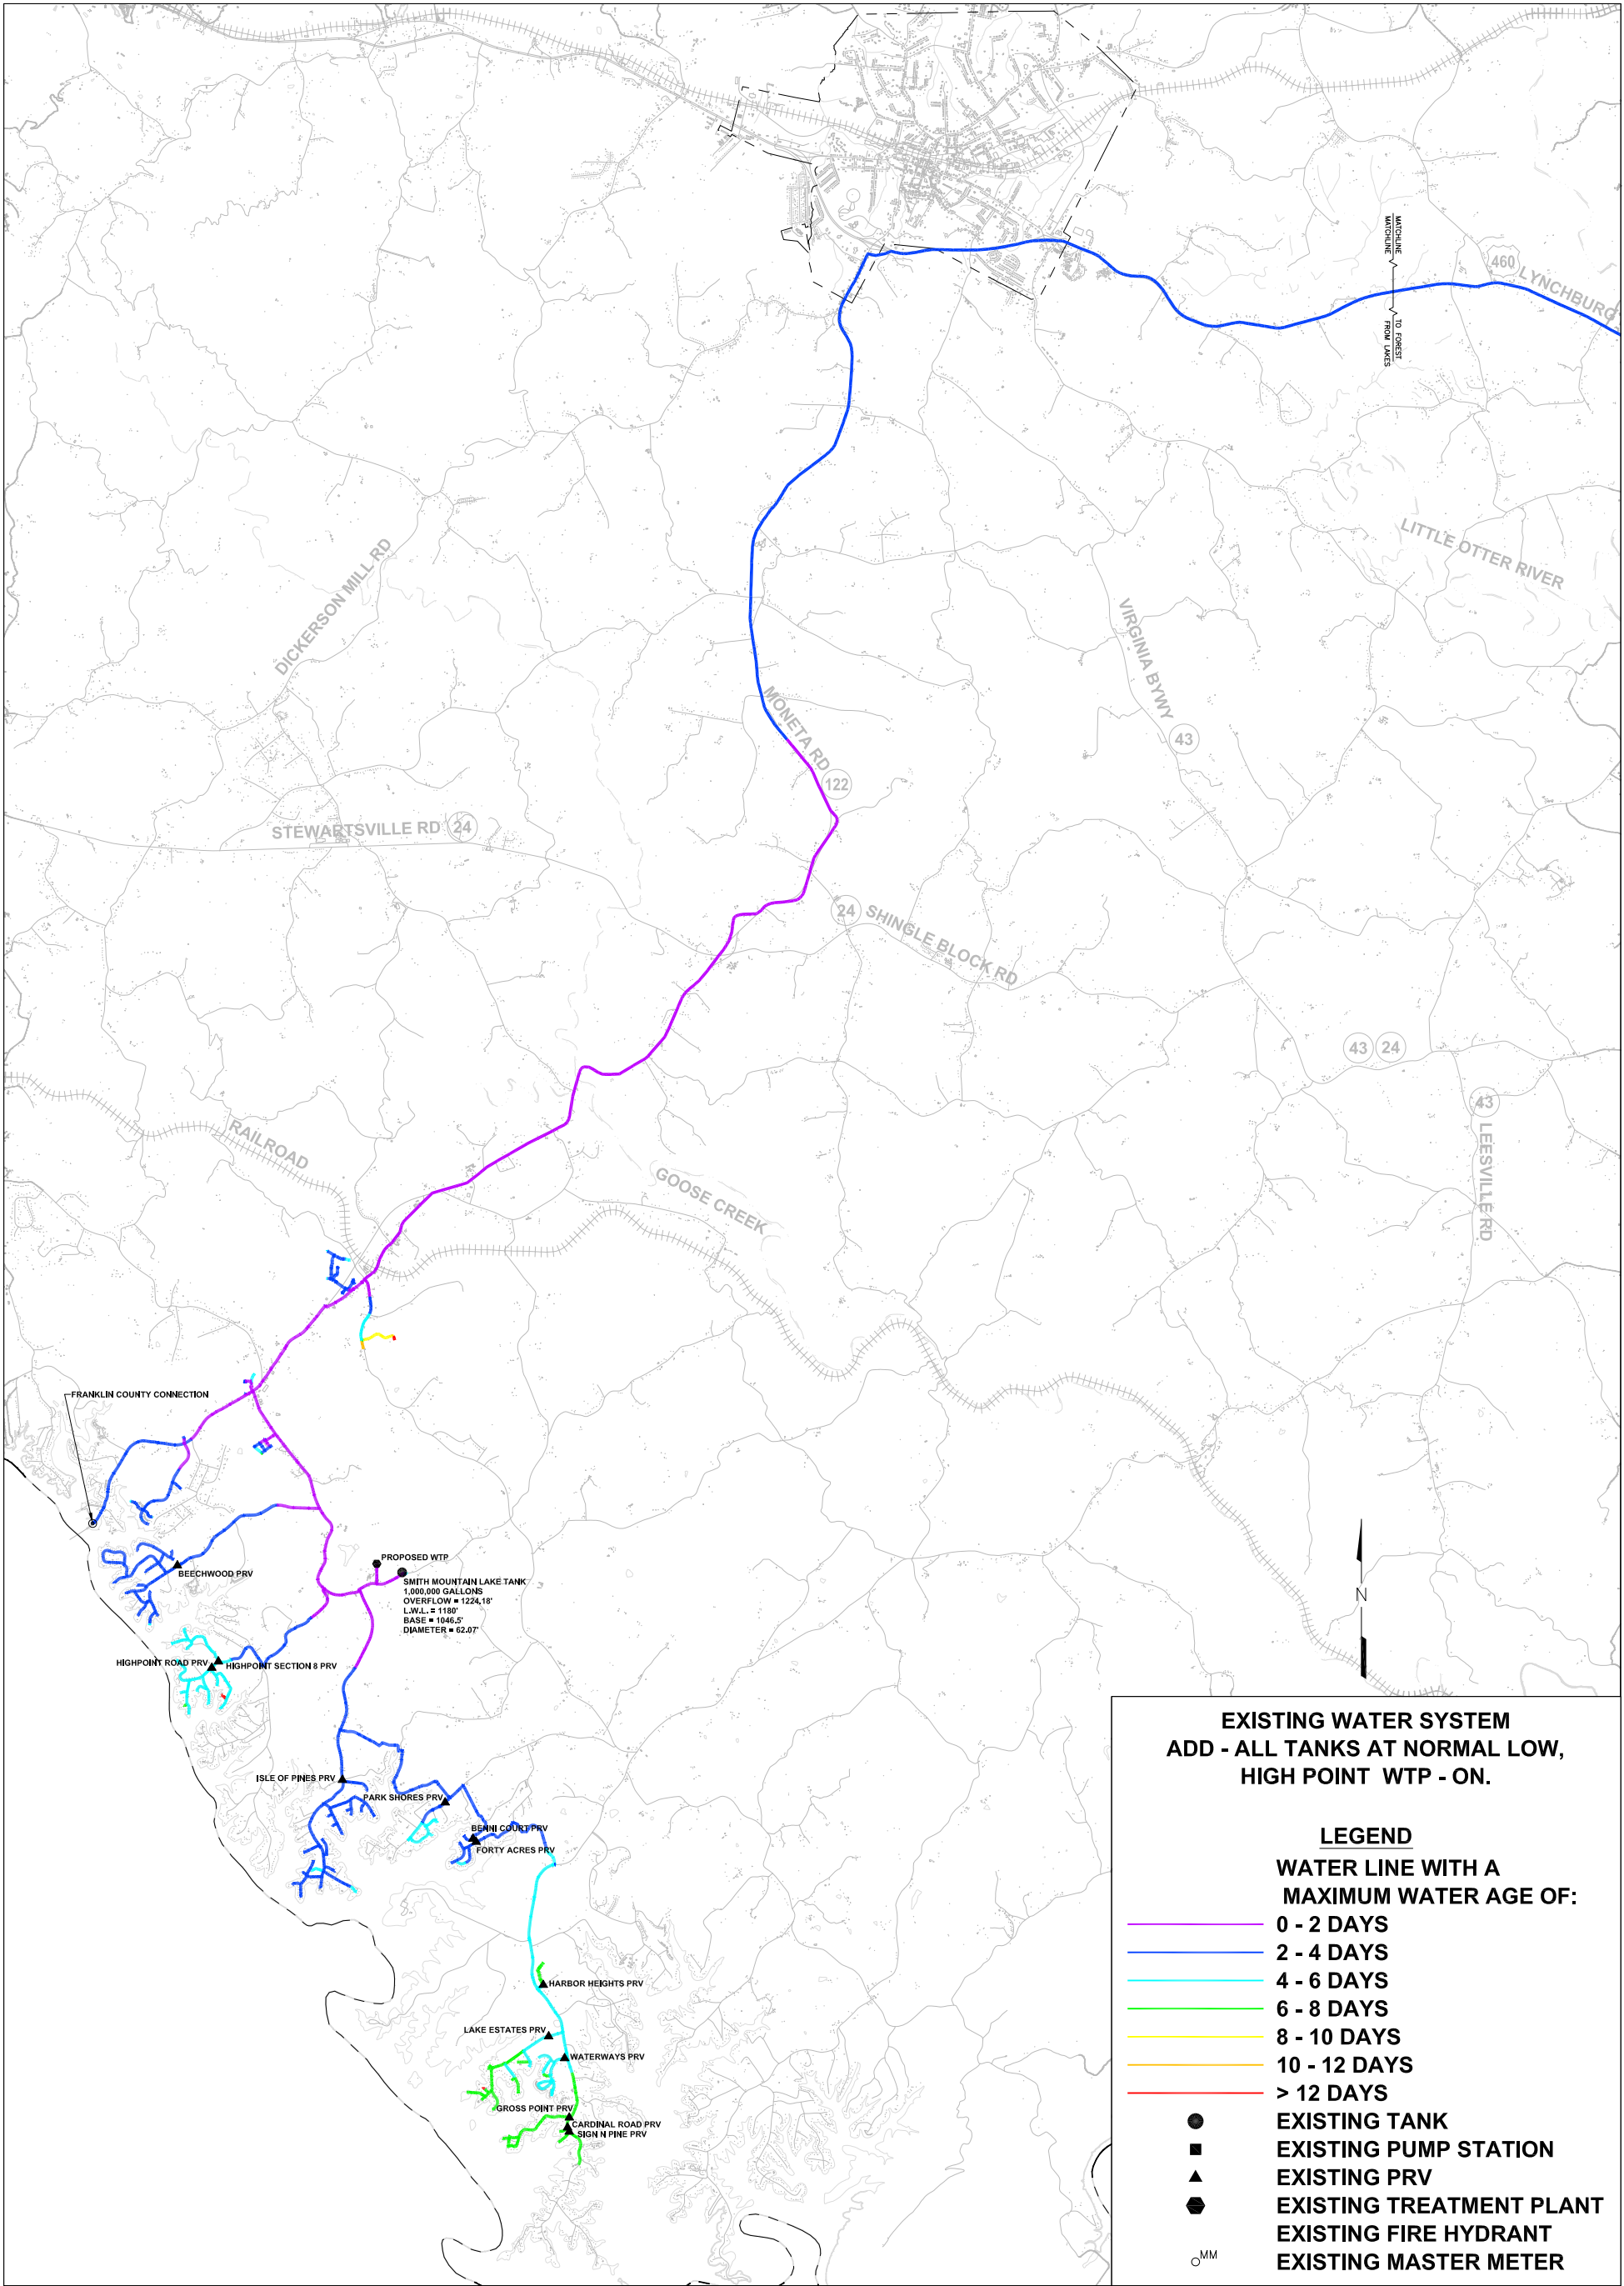 MATCHLINE
MATCHLINE
TO FOREST
FROM LAKES
460
LYNCHBURG
LITTLE OTTER RIVER
DICKERSON MILL RD
VIRGINIA BYWY
43
MONETA RD
122
STEWARTSVILLE RD
24
24
SHINGLE BLOCK RD
43
24
43
LEESVILLE RD
RAILROAD
GOOSE CREEK
FRANKLIN COUNTY CONNECTION
BEECHWOOD PRV
PROPOSED WTP
SMITH MOUNTAIN LAKE TANK
1,000,000 GALLONS
OVERFLOW = 1224.18'
L.W.L. = 1180'
BASE = 1046.5'
DIAMETER = 62.07'
HIGHPOINT ROAD PRV
HIGHPOINT SECTION 8 PRV
ISLE OF PINES PRV
PARK SHORES PRV
BENNI COURT PRV
FORTY ACRES PRV
HARBOR HEIGHTS PRV
LAKE ESTATES PRV
WATERWAYS PRV
GROSS POINT PRV
CARDINAL ROAD PRV
SIGN N PINE PRV
N
EXISTING WATER SYSTEM
ADD - ALL TANKS AT NORMAL LOW,
HIGH POINT WTP - ON.
LEGEND
WATER LINE WITH A
MAXIMUM WATER AGE OF:
0 - 2 DAYS
2 - 4 DAYS
4 - 6 DAYS
6 - 8 DAYS
8 - 10 DAYS
10 - 12 DAYS
> 12 DAYS
EXISTING TANK
EXISTING PUMP STATION
EXISTING PRV
EXISTING TREATMENT PLANT
EXISTING FIRE HYDRANT
MM EXISTING MASTER METER